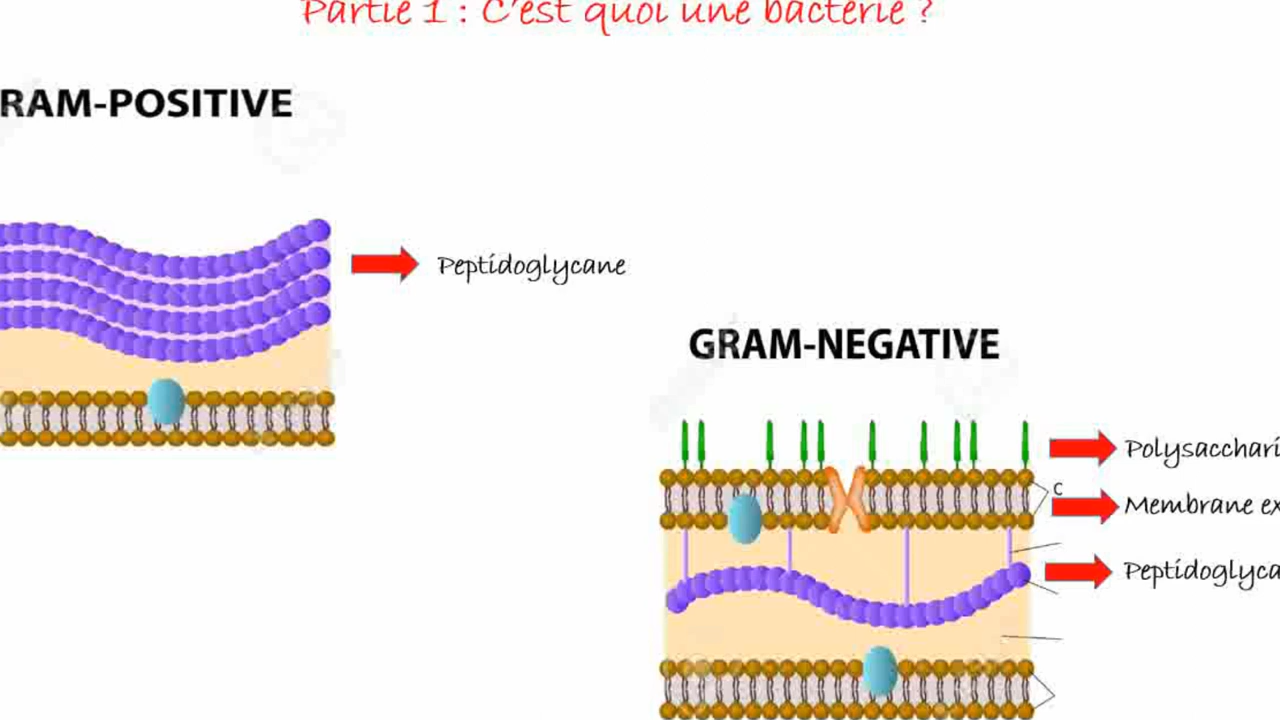 Partie 1 : C'est quoi une bactérie ?
RAM-POSITIVE
Peptidoglycane
GRAM-NEGATIVE
Polysacchari
C
Membrane ex
Peptidoglyca